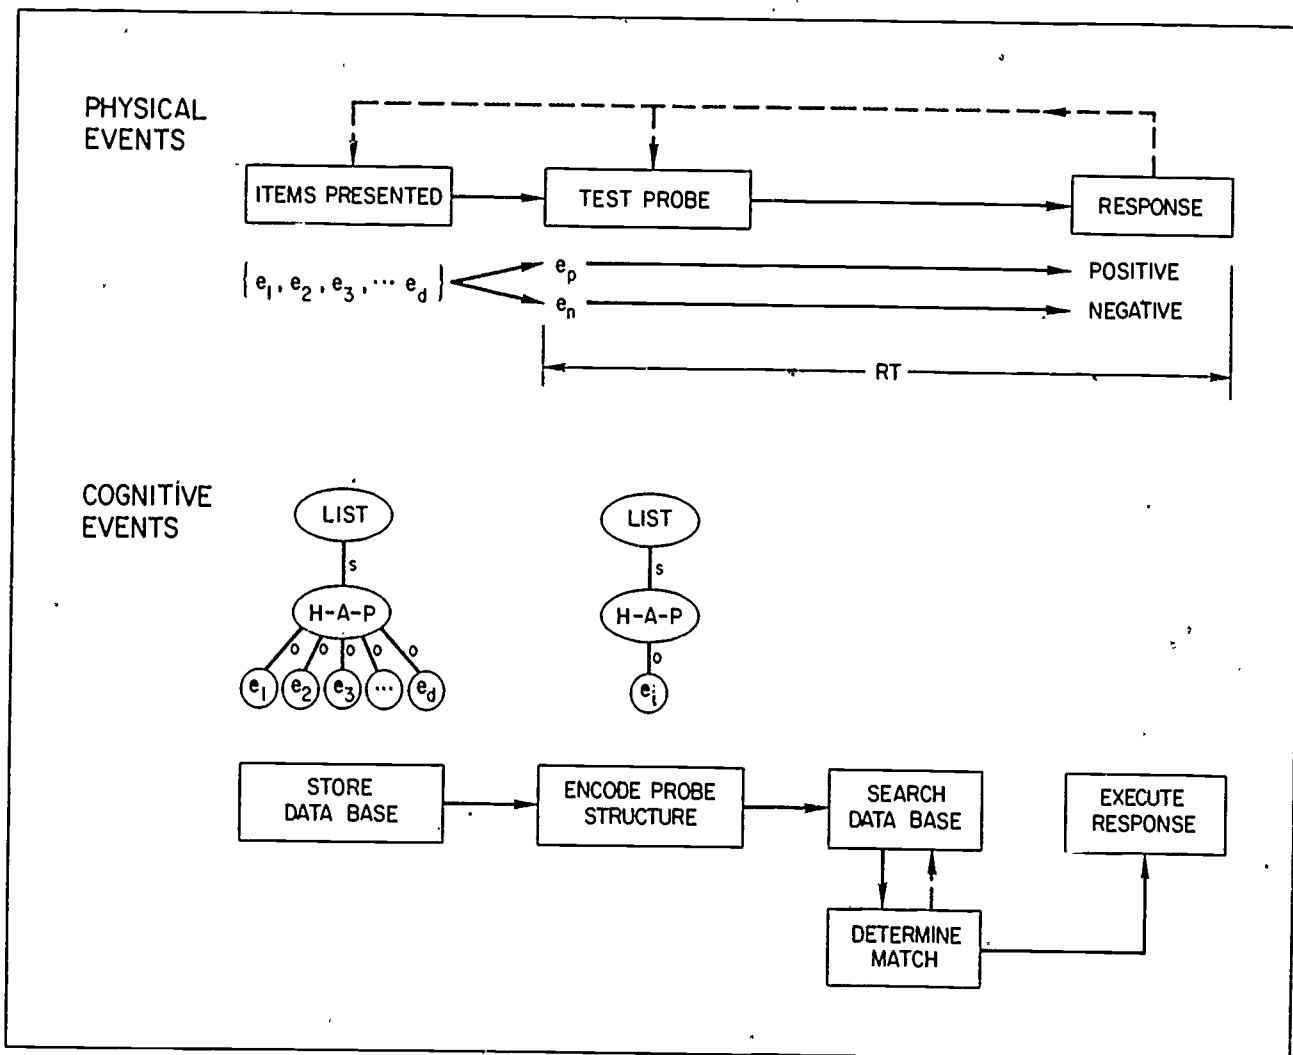 PHYSICAL
EVENTS
ITEMS PRESENTED
TEST PROBE
RESPONSE
{e1, e2, e3, ··· ed}
ep
POSITIVE
en
NEGATIVE
RT
COGNITIVE
EVENTS
LIST
LIST
s
s
H-A-P
H-A-P
o o o o o
o
e1 e2 e3 ··· ed
ei
STORE
DATA BASE
ENCODE PROBE
STRUCTURE
SEARCH
DATA BASE
EXECUTE
RESPONSE
DETERMINE
MATCH